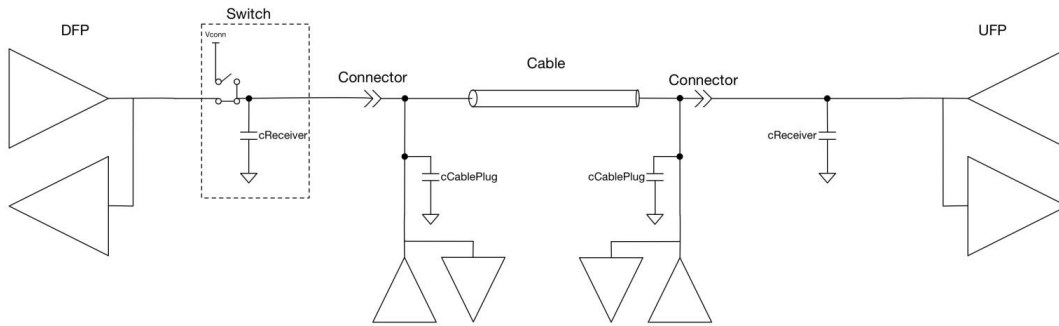 Switch
DFP
UFP
Vconn
Cable
Connector
Connector
cReceiver
cReceiver
cCablePlug
cCablePlug